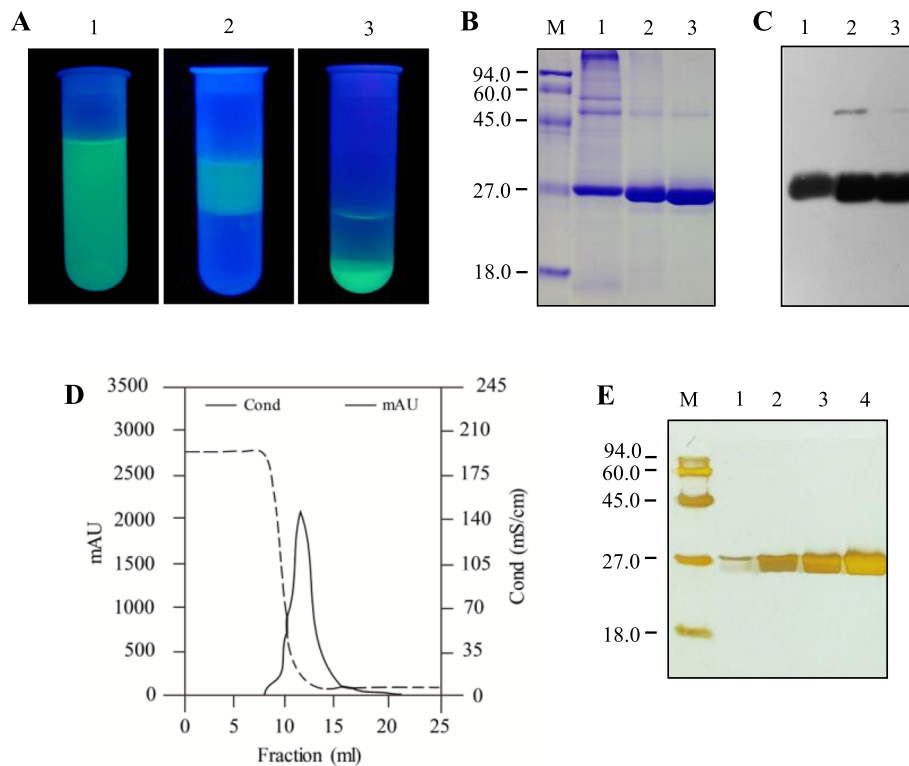 A 1 2 3
B M 1 2 3
C 1 2 3
94.0
60.0
45.0
27.0
18.0
D
3500
3000
2500
2000
1500
1000
500
0
mAU
Cond mAU
245
210
175
140
105
70
35
0
Cond (mS/cm)
0 5 10 15 20 25
Fraction (ml)
E M 1 2 3 4
94.0
60.0
45.0
27.0
18.0